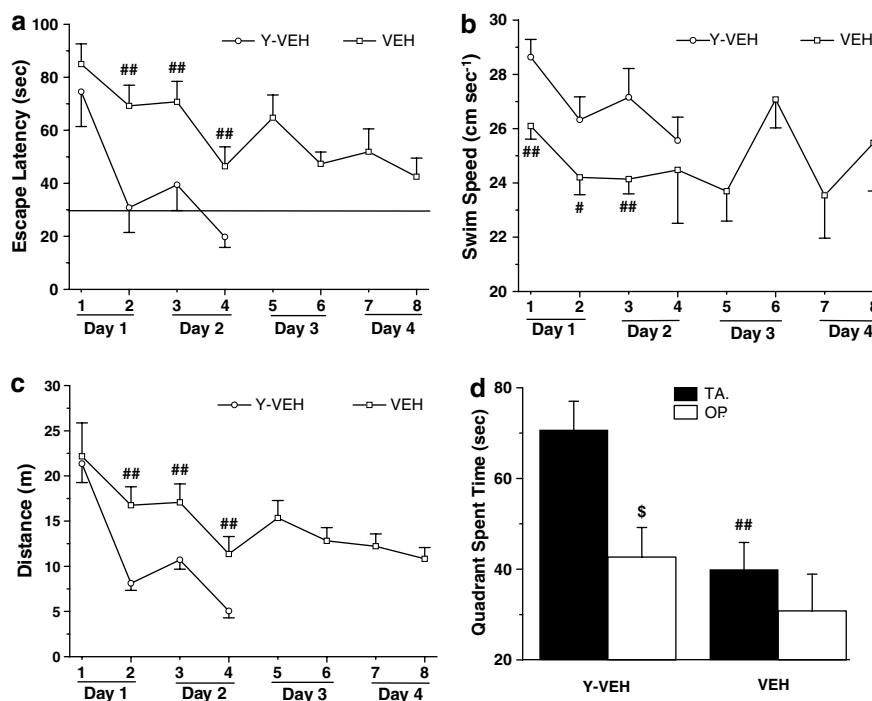 a
Y-VEH VEH
Escape Latency (sec)
100
80
60
40
20
0
## ## ##
1 2 3 4 5 6 7 8
Day 1 Day 2 Day 3 Day 4
b
Y-VEH VEH
Swim Speed (cm sec-1)
30
28
26
24
22
20
## # ##
1 2 3 4 5 6 7 8
Day 1 Day 2 Day 3 Day 4
c
Y-VEH VEH
Distance (m)
30
25
20
15
10
5
0
## ## ##
1 2 3 4 5 6 7 8
Day 1 Day 2 Day 3 Day 4
d
TA.
OP.
Quadrant Spent Time (sec)
80
60
40
20
$ ##
Y-VEH VEH